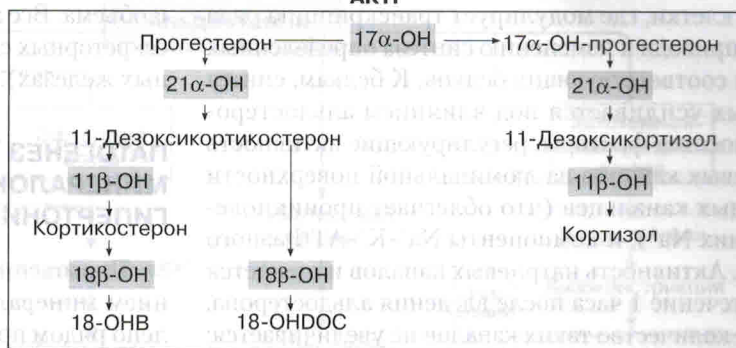 АКТГ
Прогестерон 17α-ОН 17α-ОН-прогестерон
21α-ОН 21α-ОН
11-Дезоксикортикостерон 11-Дезоксикортизол
11β-ОН 11β-ОН
Кортикостерон Кортизол
18β-ОН 18β-ОН
18-OHB 18-OHDOC